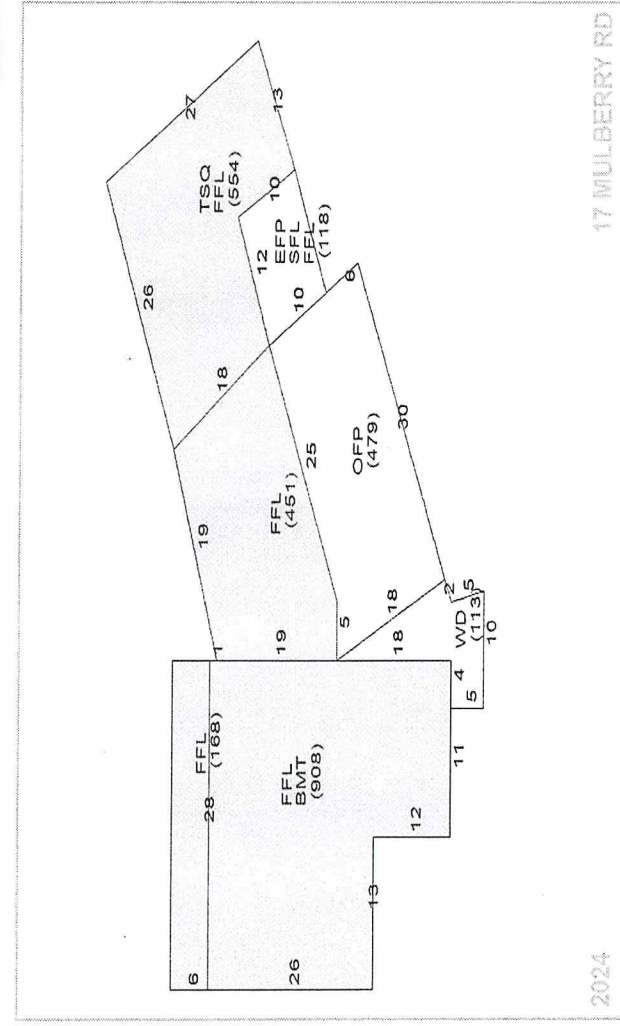 6
FFL
(168)
28
FFL
BMT
(908)
26
13
12
11
1
19
19
FFL
(451)
25
5
18
18
18
26
27
13
TSQ
FFL
(554)
10
12
EFP
SFL
FFL
(118)
10
6
OFP
(479)
30
2
5
WD
(113)
10
4
5
2024
17 MULBERRY RD